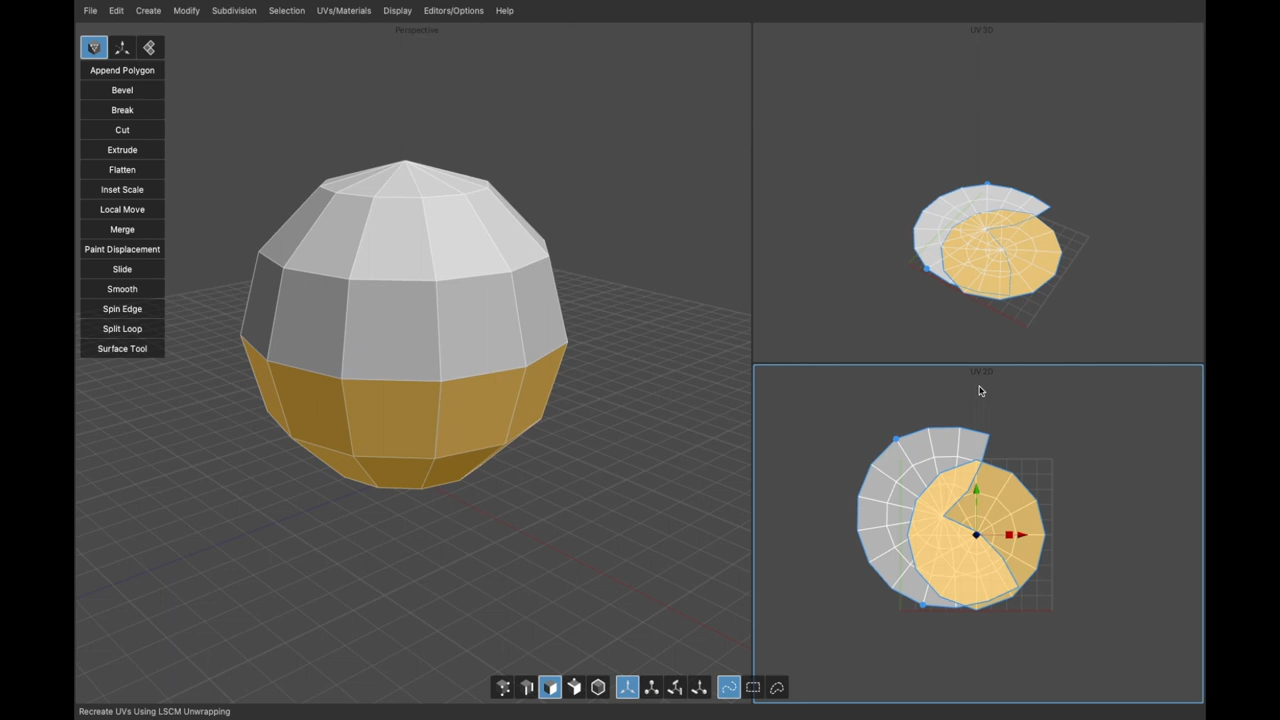 File Edit Create Modify Subdivision Selection UVs/Materials Display Editors/Options Help
Perspective
UV 3D
Append Polygon
Bevel
Break
Cut
Extrude
Flatten
Inset Scale
Local Move
Merge
Paint Displacement
Slide
Smooth
Spin Edge
Split Loop
Surface Tool
UV 2D
Recreate UVs Using LSCM Unwrapping